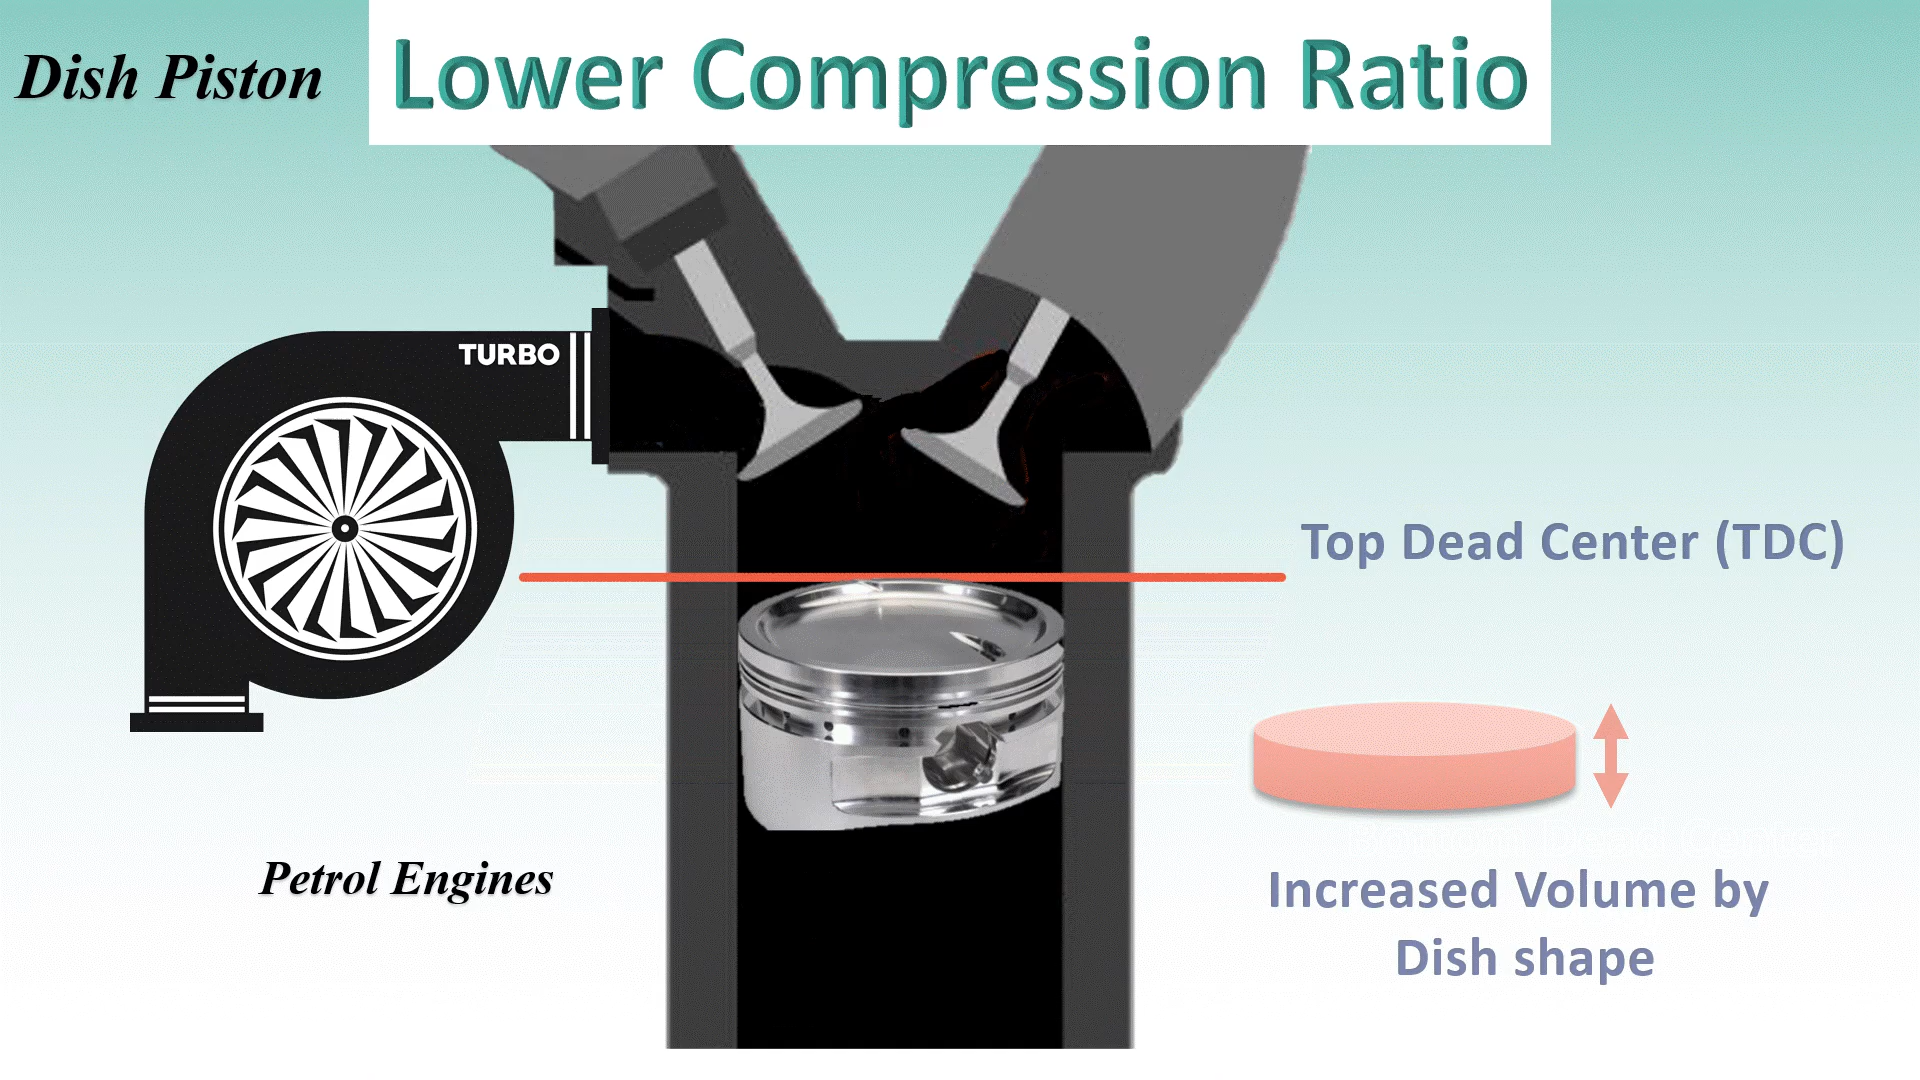 Dish Piston
Lower Compression Ratio
TURBO
Top Dead Center (TDC)
Petrol Engines
Increased Volume by
Dish shape